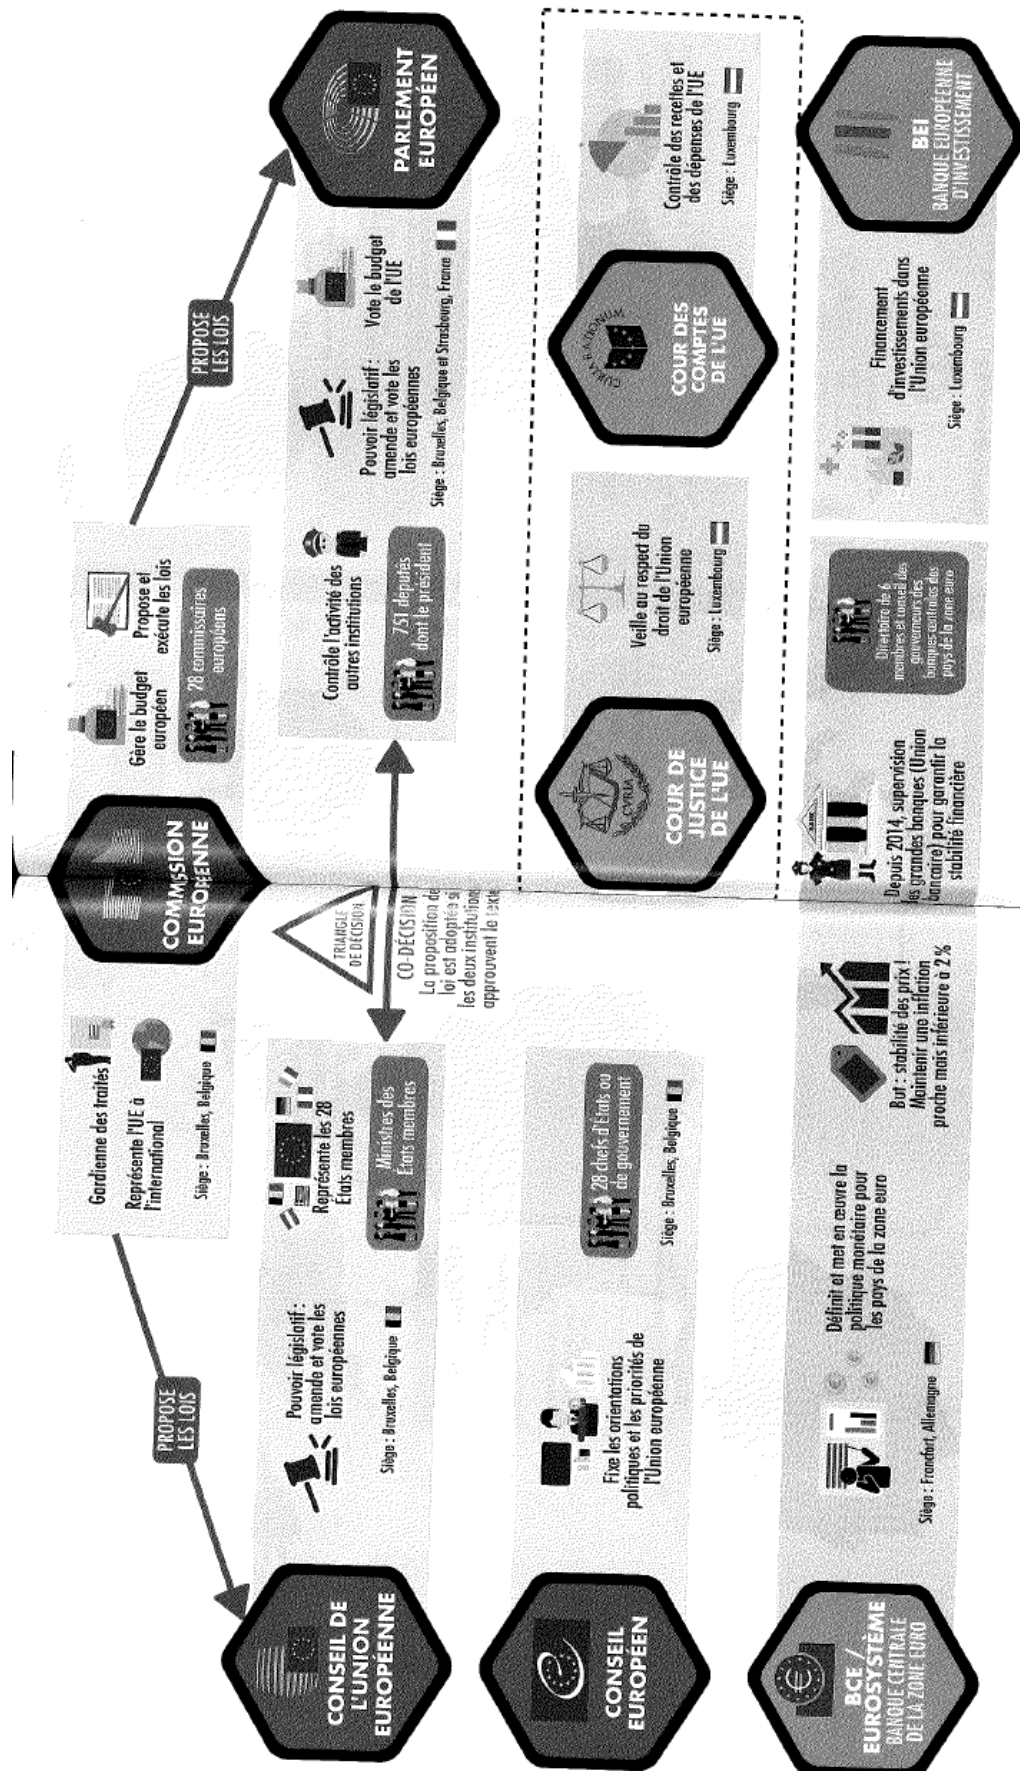 COMMISSION
EUROPÉENNE
Gardienne des traités
Représente l'UE à
l'international
Siège : Bruxelles, Belgique
Gère le budget
européen
Propose et
exécute les lois
28 commissaires
européens
PROPOSE
LES LOIS
PROPOSE
LES LOIS
CONSEIL DE
L'UNION
EUROPÉENNE
Pouvoir législatif :
amende et vote les
lois européennes
Siège : Bruxelles, Belgique
Représente les 28
Etats membres
Ministres des
Etats membres
TRIANGLE
DE DÉCISION
CO-DÉCISION
La proposition de
loi est adoptée si
les deux institutions
approuvent le texte
Contrôle l'activité des
autres institutions
751 députés
dont le président
Pouvoir législatif :
amende et vote les
lois européennes
Vote le budget
de l'UE
Siège : Bruxelles, Belgique et Strasbourg, France
PARLEMENT
EUROPÉEN
CONSEIL
EUROPÉEN
Fixe les orientations
politiques et les priorités de
l'Union européenne
28 chefs d'Etats ou
de gouvernement
Siège : Bruxelles, Belgique
CVRIA
COUR DE
JUSTICE
DE L'UE
Veille au respect du
droit de l'Union
européenne
Siège : Luxembourg
CURIA RATIONUM
COUR DES
COMPTES
DE L'UE
Contrôle des recettes et
des dépenses de l'UE
Siège : Luxembourg
BCE /
EUROSYSTÈME
BANQUE CENTRALE
DE LA ZONE EURO
Définit et met en œuvre la
politique monétaire pour
les pays de la zone euro
Siège : Francfort, Allemagne
But : stabilité des prix !
Maintenir une inflation
proche mais inférieure à 2 %
Depuis 2014, supervision
des grandes banques (Union
bancaire) pour garantir la
stabilité financière
Directoire de 6
membres et conseil des
gouverneurs des
banques centrales des
pays de la zone euro
Financement
d'investissements dans
l'Union européenne
Siège : Luxembourg
BEI
BANQUE EUROPÉENNE
D'INVESTISSEMENT